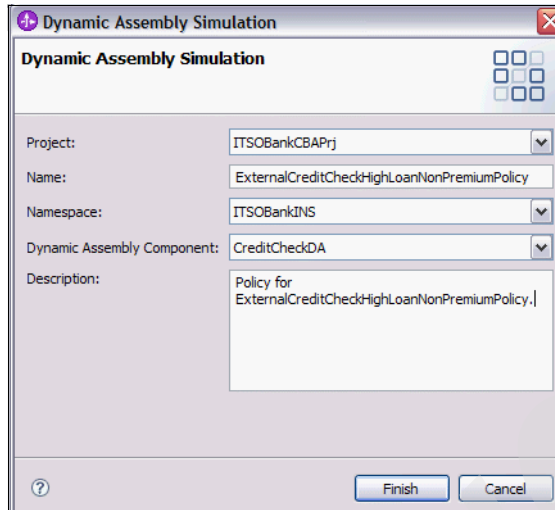 Dynamic Assembly Simulation
Dynamic Assembly Simulation
Project: ITSOBankCBAPrj
Name: ExternalCreditCheckHighLoanNonPremiumPolicy
Namespace: ITSOBankINS
Dynamic Assembly Component: CreditCheckDA
Description: Policy for
ExternalCreditCheckHighLoanNonPremiumPolicy.
? Finish Cancel